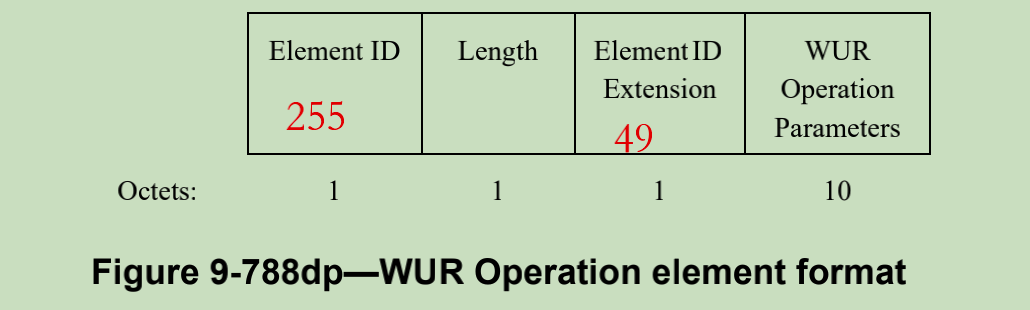 Element ID Length Element ID WUR
Extension Operation
255 49 Parameters
Octets: 1 1 1 10
Figure 9-788dp—WUR Operation element format